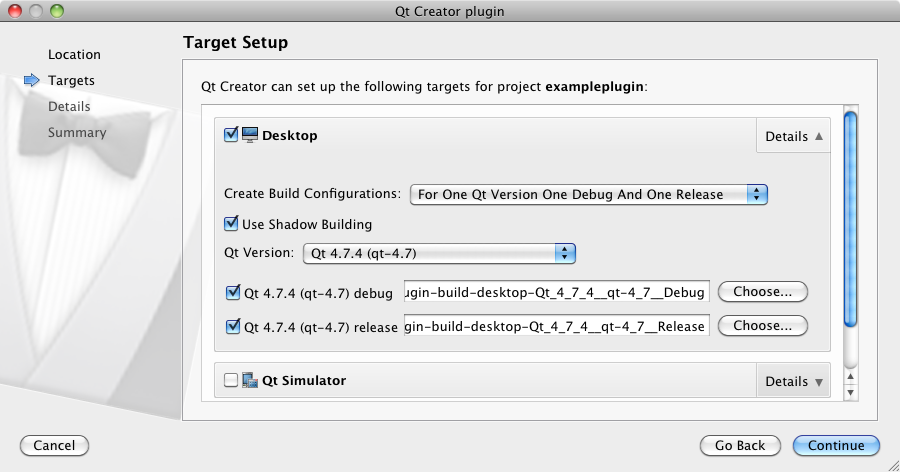 Qt Creator plugin
Location
Targets
Details
Summary
Target Setup
Qt Creator can set up the following targets for project exampleplugin:
Desktop
Details
Create Build Configurations: For One Qt Version One Debug And One Release
Use Shadow Building
Qt Version: Qt 4.7.4 (qt-4.7)
Qt 4.7.4 (qt-4.7) debug ugin-build-desktop-Qt_4_7_4__qt-4_7__Debug Choose...
Qt 4.7.4 (qt-4.7) release gin-build-desktop-Qt_4_7_4__qt-4_7__Release Choose...
Qt Simulator
Details
Cancel
Go Back
Continue